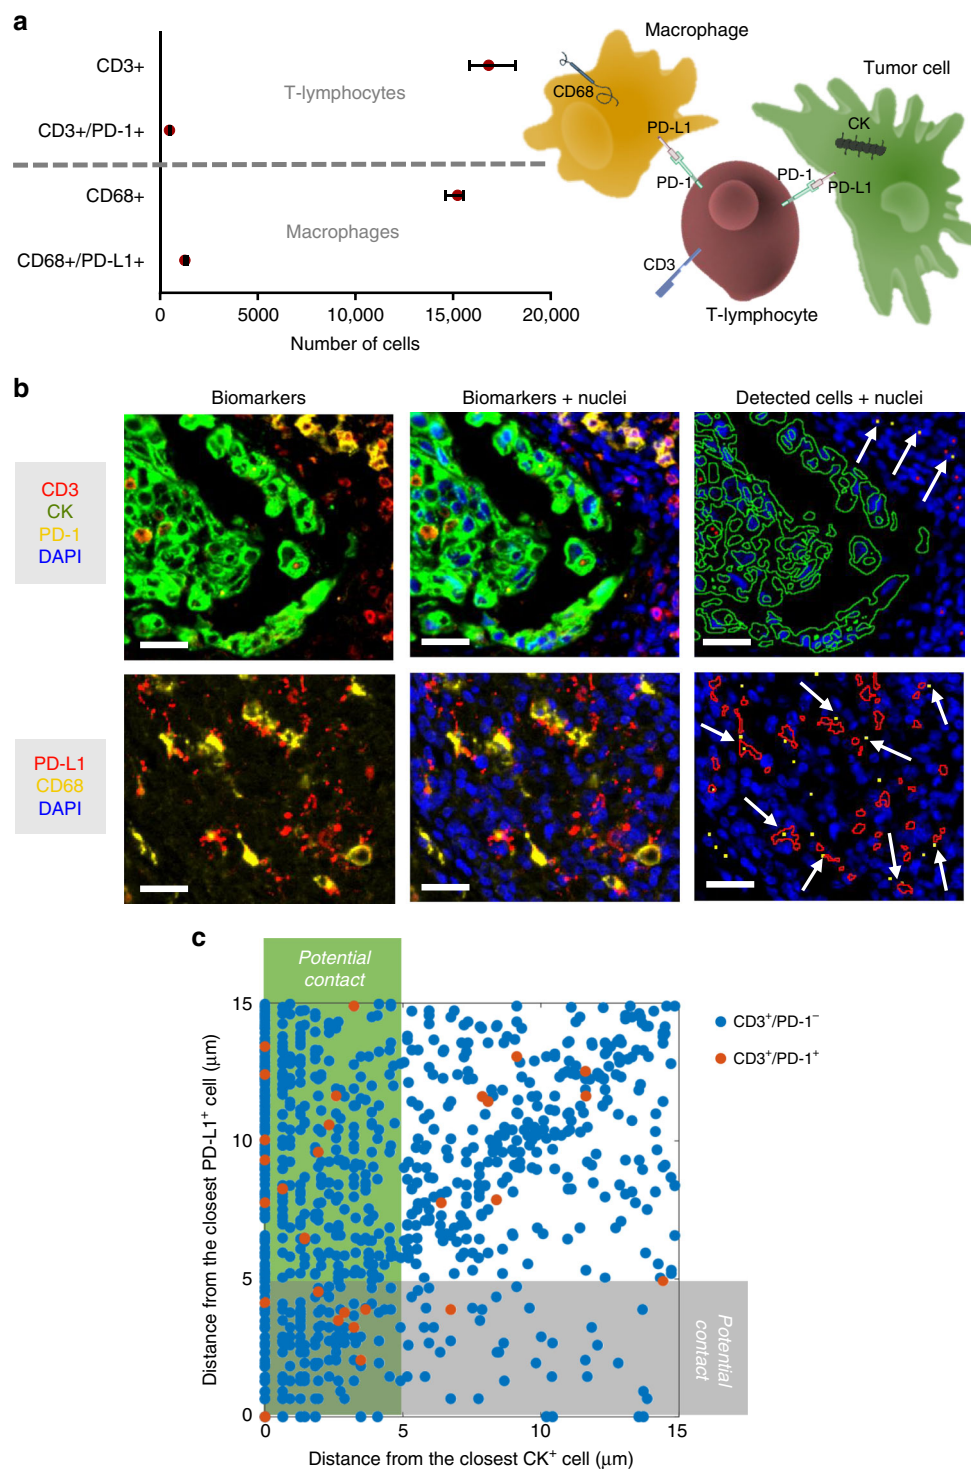 a
CD3+
T-lymphocytes
CD3+/PD-1+
CD68+
Macrophages
CD68+/PD-L1+
0
5000
10,000
15,000
20,000
Number of cells
Macrophage
CD68
Tumor cell
CK
PD-L1
PD-1
PD-1
PD-L1
CD3
T-lymphocyte
b
Biomarkers
Biomarkers + nuclei
Detected cells + nuclei
CD3
CK
PD-1
DAPI
PD-L1
CD68
DAPI
c
Potential
contact
15
10
5
0
Distance from the closest PD-L1⁺ cell (µm)
0
5
10
15
Distance from the closest CK⁺ cell (µm)
Potential
contact
CD3⁺/PD-1⁻
CD3⁺/PD-1⁺